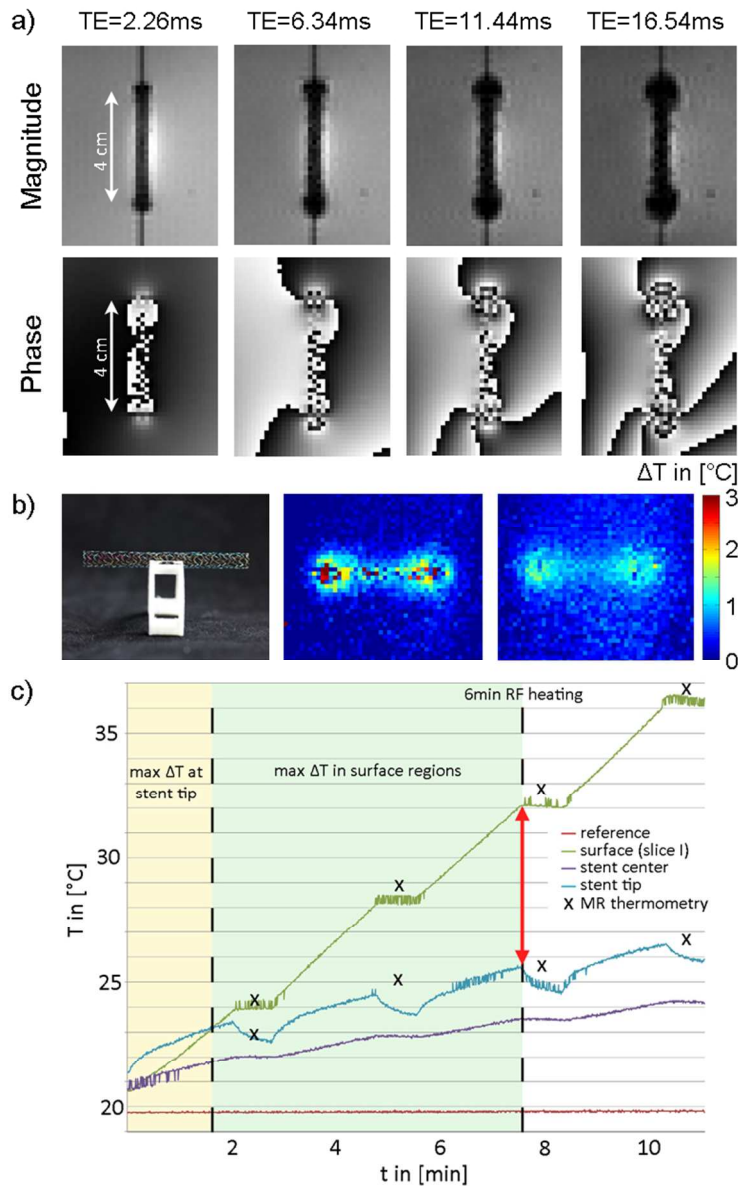 a) TE=2.26ms TE=6.34ms TE=11.44ms TE=16.54ms
Magnitude
4 cm
Phase
4 cm
ΔT in [°C]
b)
3
2
1
0
c)
6min RF heating
max ΔT at
stent tip
max ΔT in surface regions
reference
surface (slice I)
stent center
stent tip
X MR thermometry
X
X
X
X
X
X
X
X
T in [°C]
35
30
25
20
2 4 6 8 10
t in [min]